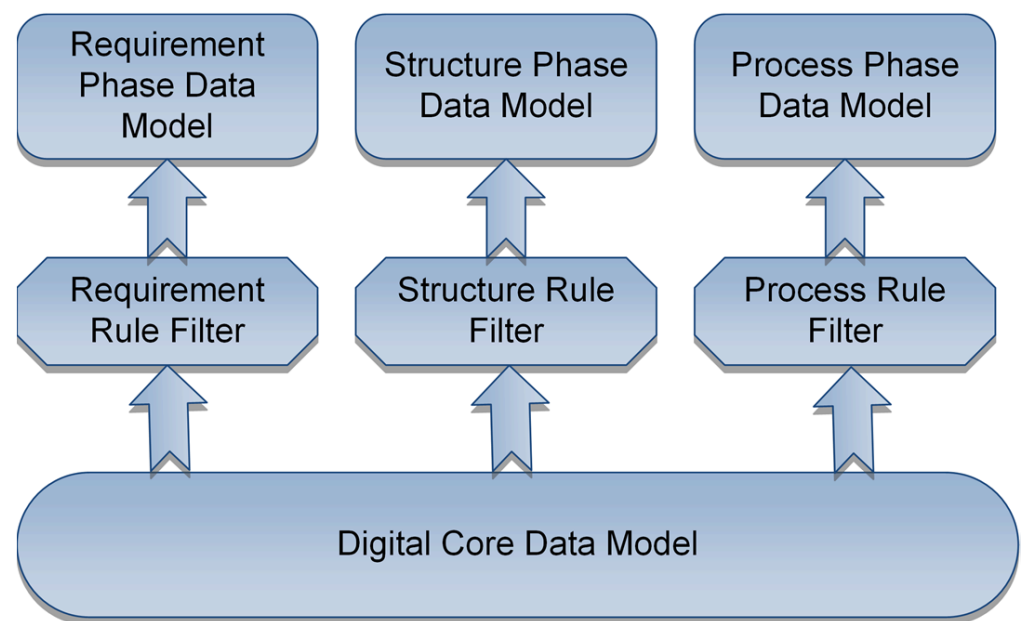 Requirement
Phase Data
Model
Structure Phase
Data Model
Process Phase
Data Model
Requirement
Rule Filter
Structure Rule
Filter
Process Rule
Filter
Digital Core Data Model